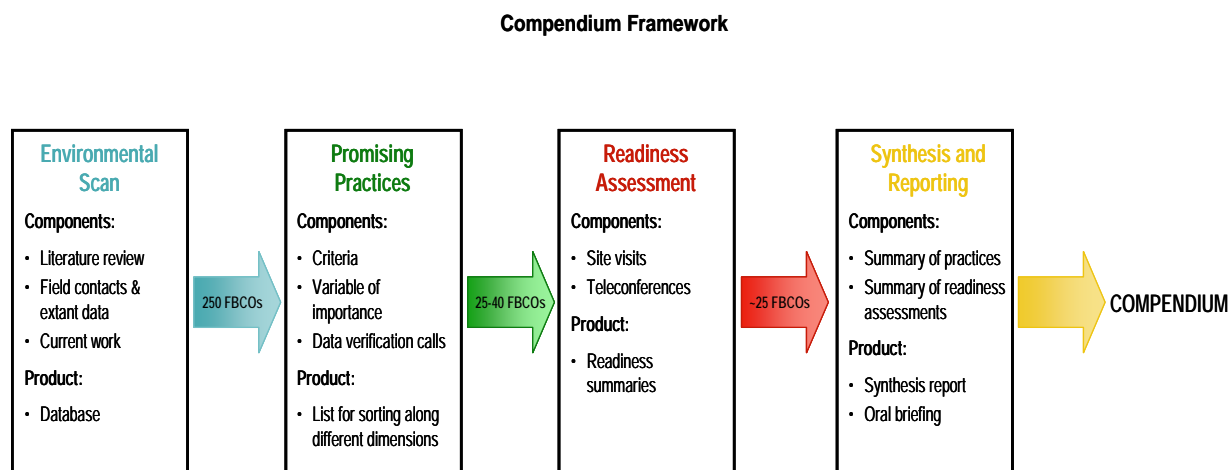 Compendium Framework
Environmental
Scan
Components:
• Literature review
• Field contacts &
extant data
• Current work
Product:
• Database
250 FBCOs
Promising
Practices
Components:
• Criteria
• Variable of
importance
• Data verification calls
Product:
• List for sorting along
different dimensions
25-40 FBCOs
Readiness
Assessment
Components:
• Site visits
• Teleconferences
Product:
• Readiness
summaries
~25 FBCOs
Synthesis and
Reporting
Components:
• Summary of practices
• Summary of readiness
assessments
Product:
• Synthesis report
• Oral briefing
COMPENDIUM